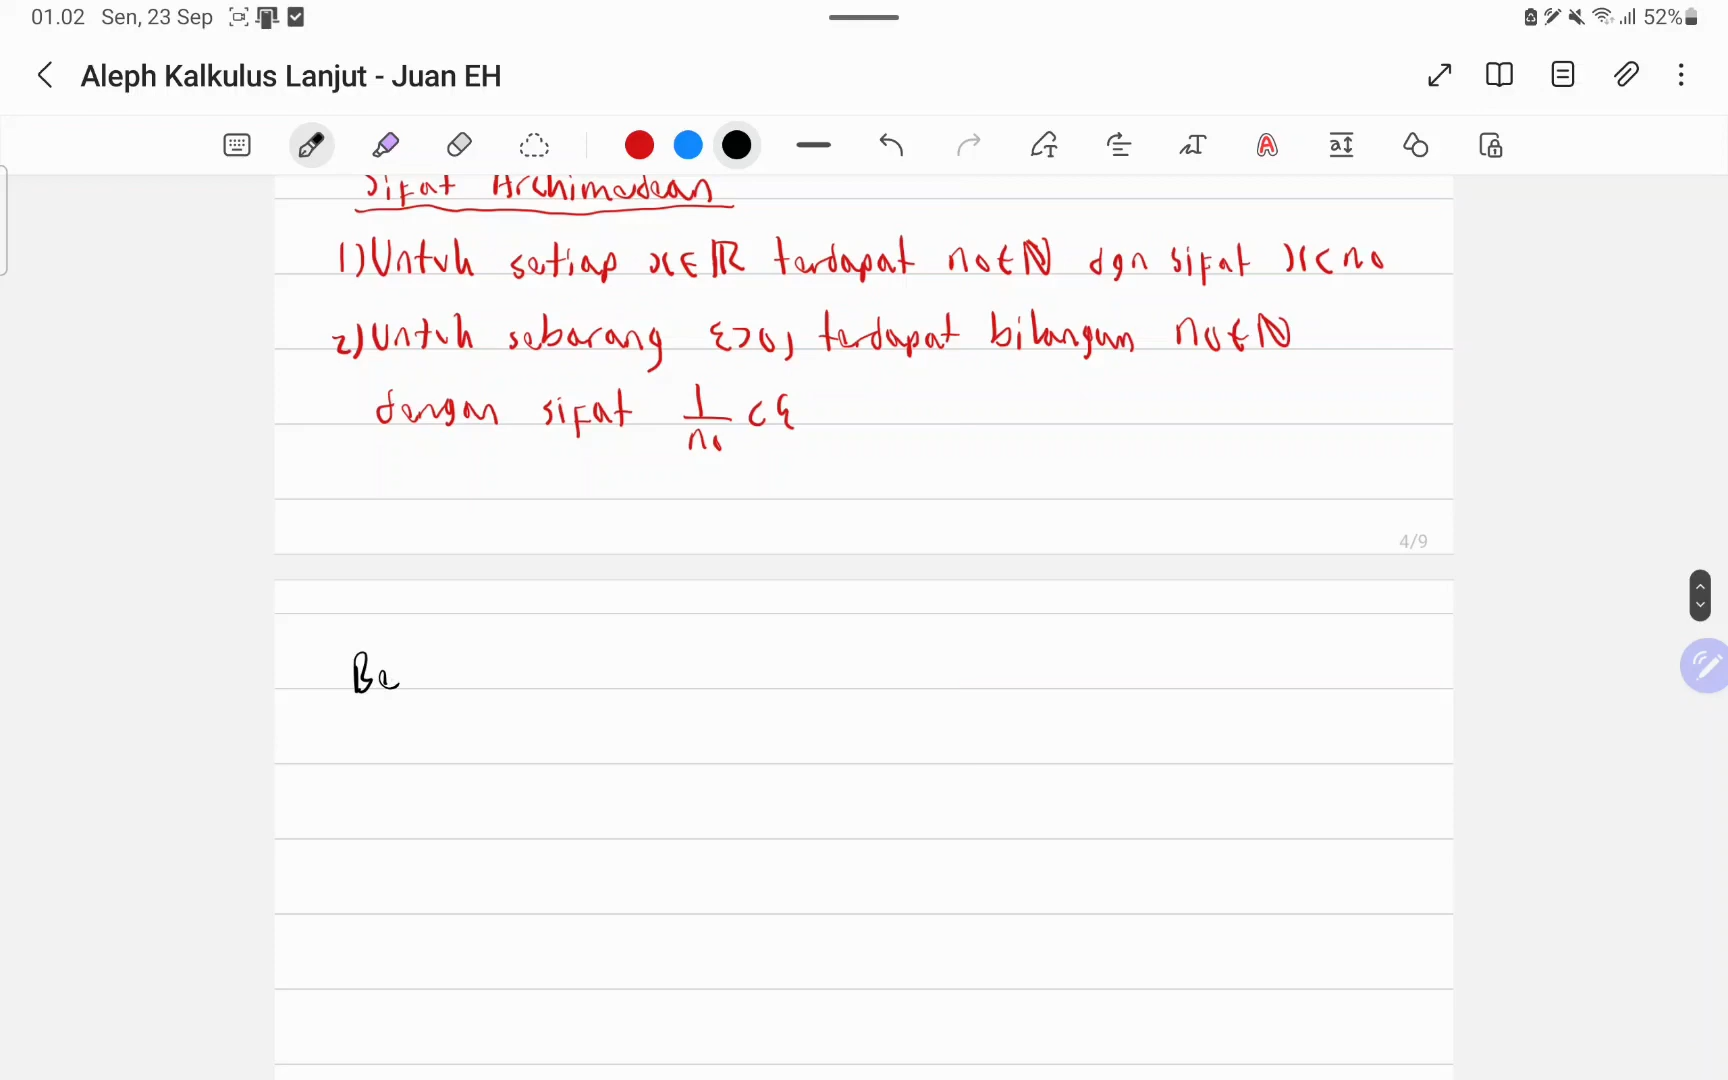 01.02 Sen, 23 Sep 52%
Aleph Kalkulus Lanjut - Juan EH
Sifat Archimedean
1) Untuk setiap x∈ℝ terdapat n₀∈ℕ dgn sifat x<n₀
2) Untuk sebarang ε>0, terdapat bilangan n₀∈ℕ
dengan sifat 1/n₀ < ε
4/9
Be